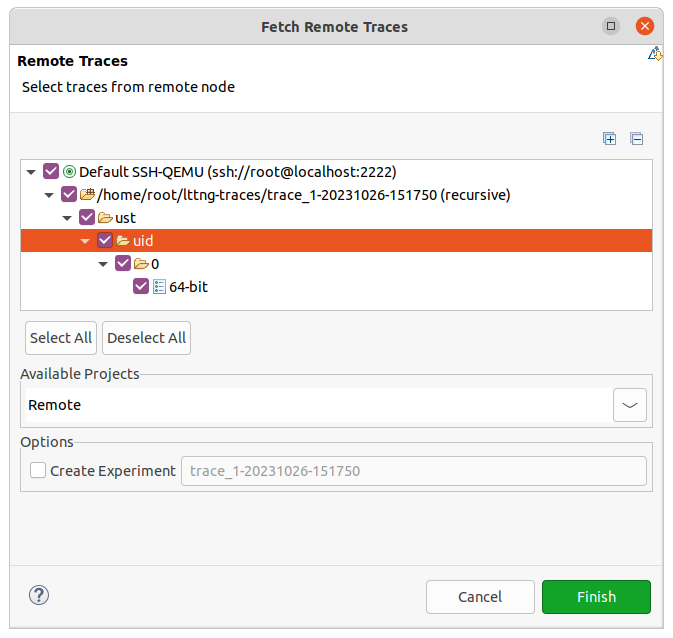 Fetch Remote Traces
Remote Traces
Select traces from remote node
Default SSH-QEMU (ssh://root@localhost:2222)
/home/root/lttng-traces/trace_1-20231026-151750 (recursive)
ust
uid
0
64-bit
Select All Deselect All
Available Projects
Remote
Options
Create Experiment trace_1-20231026-151750
? Cancel Finish